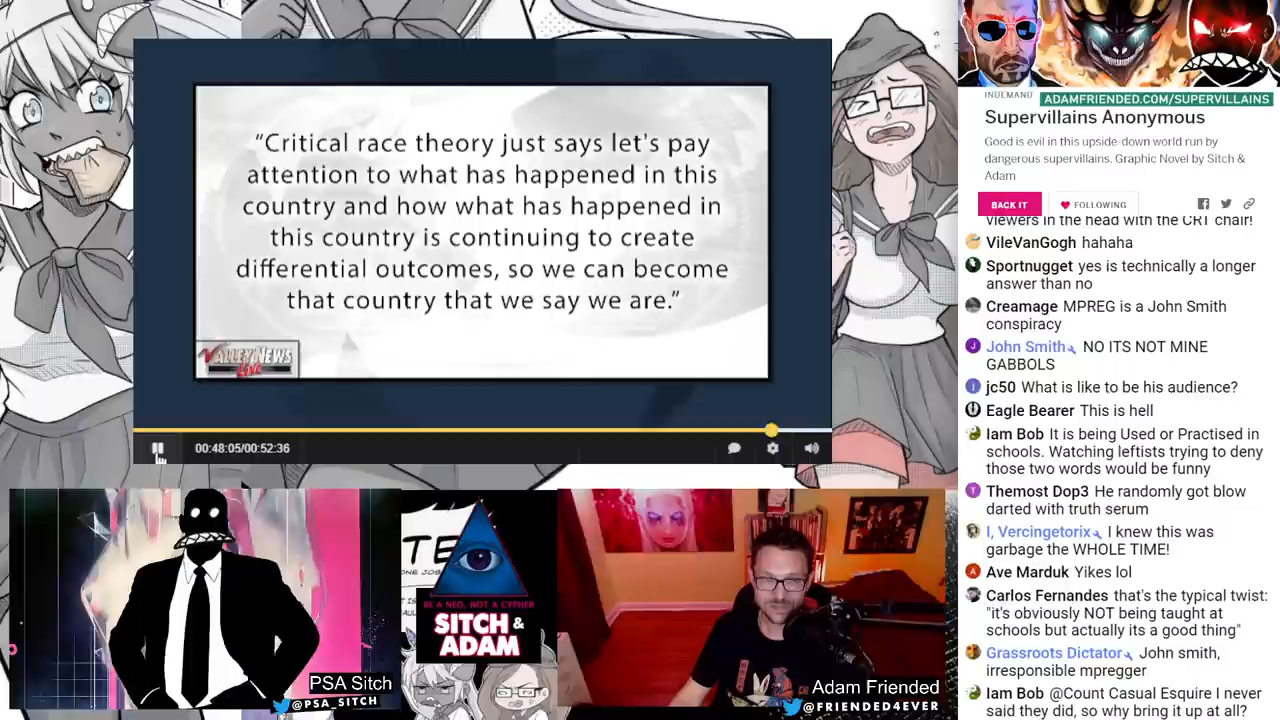 “Critical race theory just says let's pay
attention to what has happened in this
country and how what has happened in
this country is continuing to create
differential outcomes, so we can become
that country that we say we are.”
VALLEY NEWS
Live
00:48:05/00:52:36
BE A NEO, NOT A CYPHER
SITCH &
ADAM
PSA Sitch
@PSA_SITCH
Adam Friended
@FRIENDED4EVER
INDEMAND
ADAMFRIENDED.COM/SUPERVILLAINS
Supervillains Anonymous
Good is evil in this upside-down world run by
dangerous supervillains. Graphic Novel by Sitch &
Adam
BACK IT
FOLLOWING
viewers in the head with the CRT chair!
VileVanGogh hahaha
Sportnugget yes is technically a longer
answer than no
Creamage MPREG is a John Smith
conspiracy
John Smith NO ITS NOT MINE
GABBOLS
jc50 What is like to be his audience?
Eagle Bearer This is hell
Iam Bob It is being Used or Practised in
schools. Watching leftists trying to deny
those two words would be funny
Themost Dop3 He randomly got blow
darted with truth serum
I, Vercingetorix I knew this was
garbage the WHOLE TIME!
Ave Marduk Yikes lol
Carlos Fernandes that's the typical twist:
"it's obviously NOT being taught at
schools but actually its a good thing"
Grassroots Dictator John smith,
irresponsible mpregger
Iam Bob @Count Casual Esquire I never
said they did, so why bring it up at all?